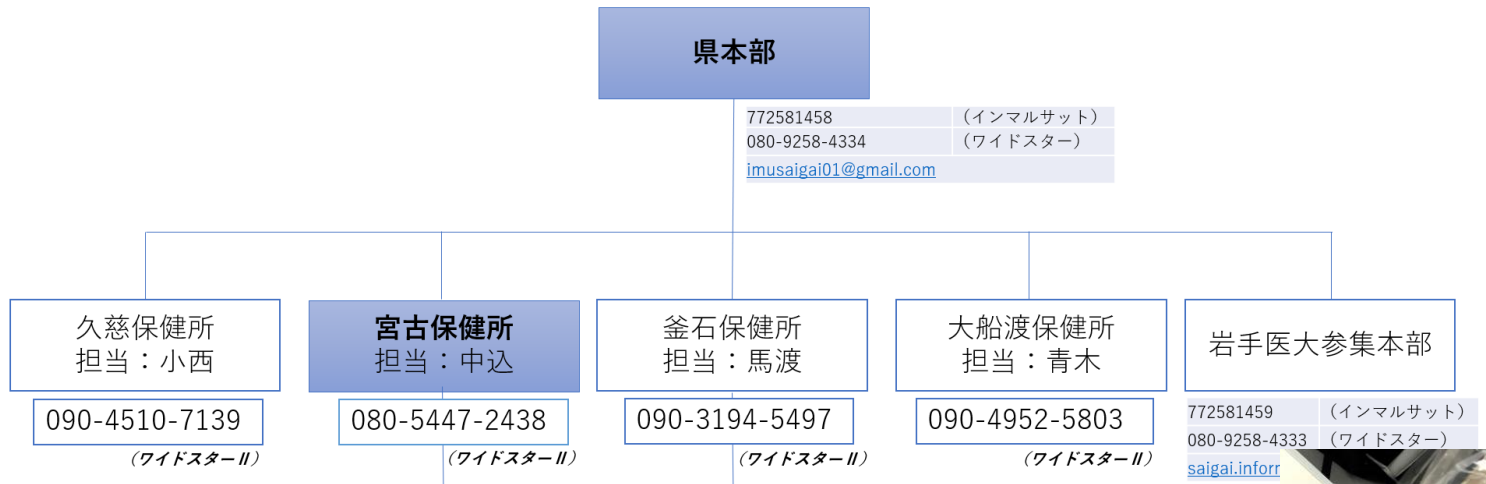 県本部
772581458 （インマルサット）
080-9258-4334 （ワイドスター）
imusaigai01@gmail.com
久慈保健所
担当：小西
090-4510-7139
（ワイドスターⅡ）
宮古保健所
担当：中込
080-5447-2438
（ワイドスターⅡ）
釜石保健所
担当：馬渡
090-3194-5497
（ワイドスターⅡ）
大船渡保健所
担当：青木
090-4952-5803
（ワイドスターⅡ）
岩手医大参集本部
772581459 （インマルサット）
080-9258-4333 （ワイドスター）